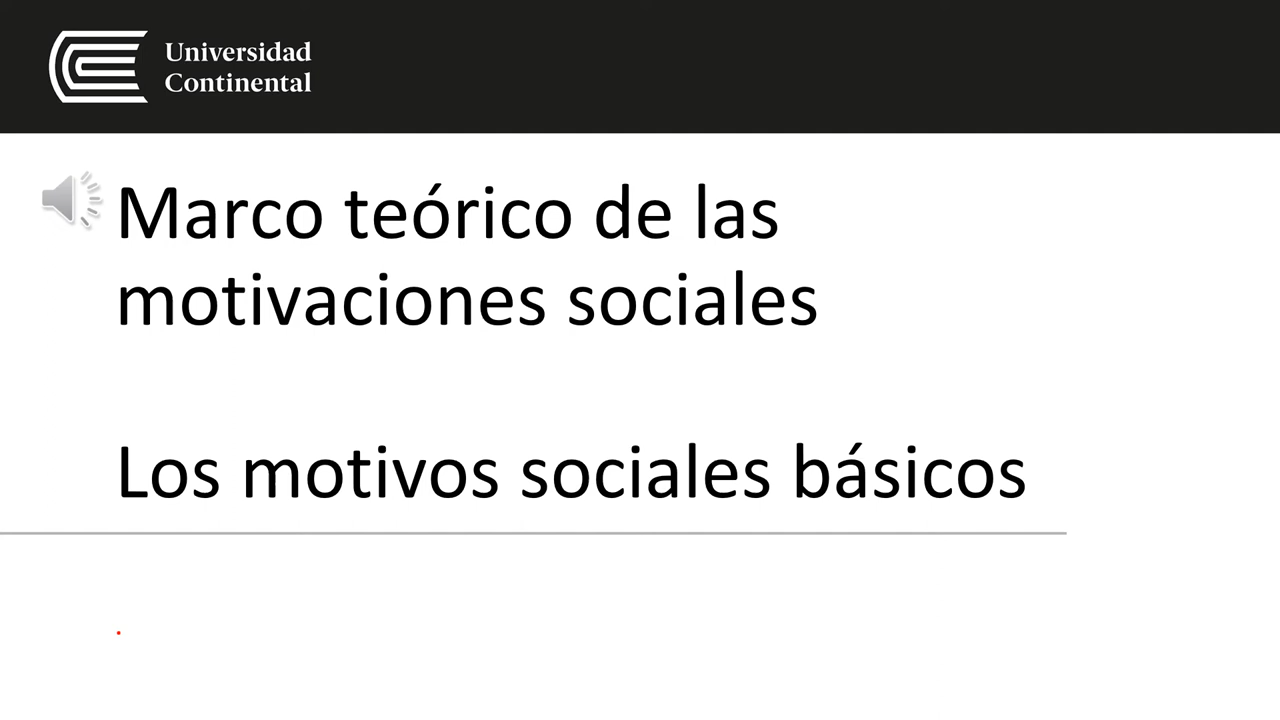 Universidad
Continental
Marco teórico de las
motivaciones sociales
Los motivos sociales básicos
.